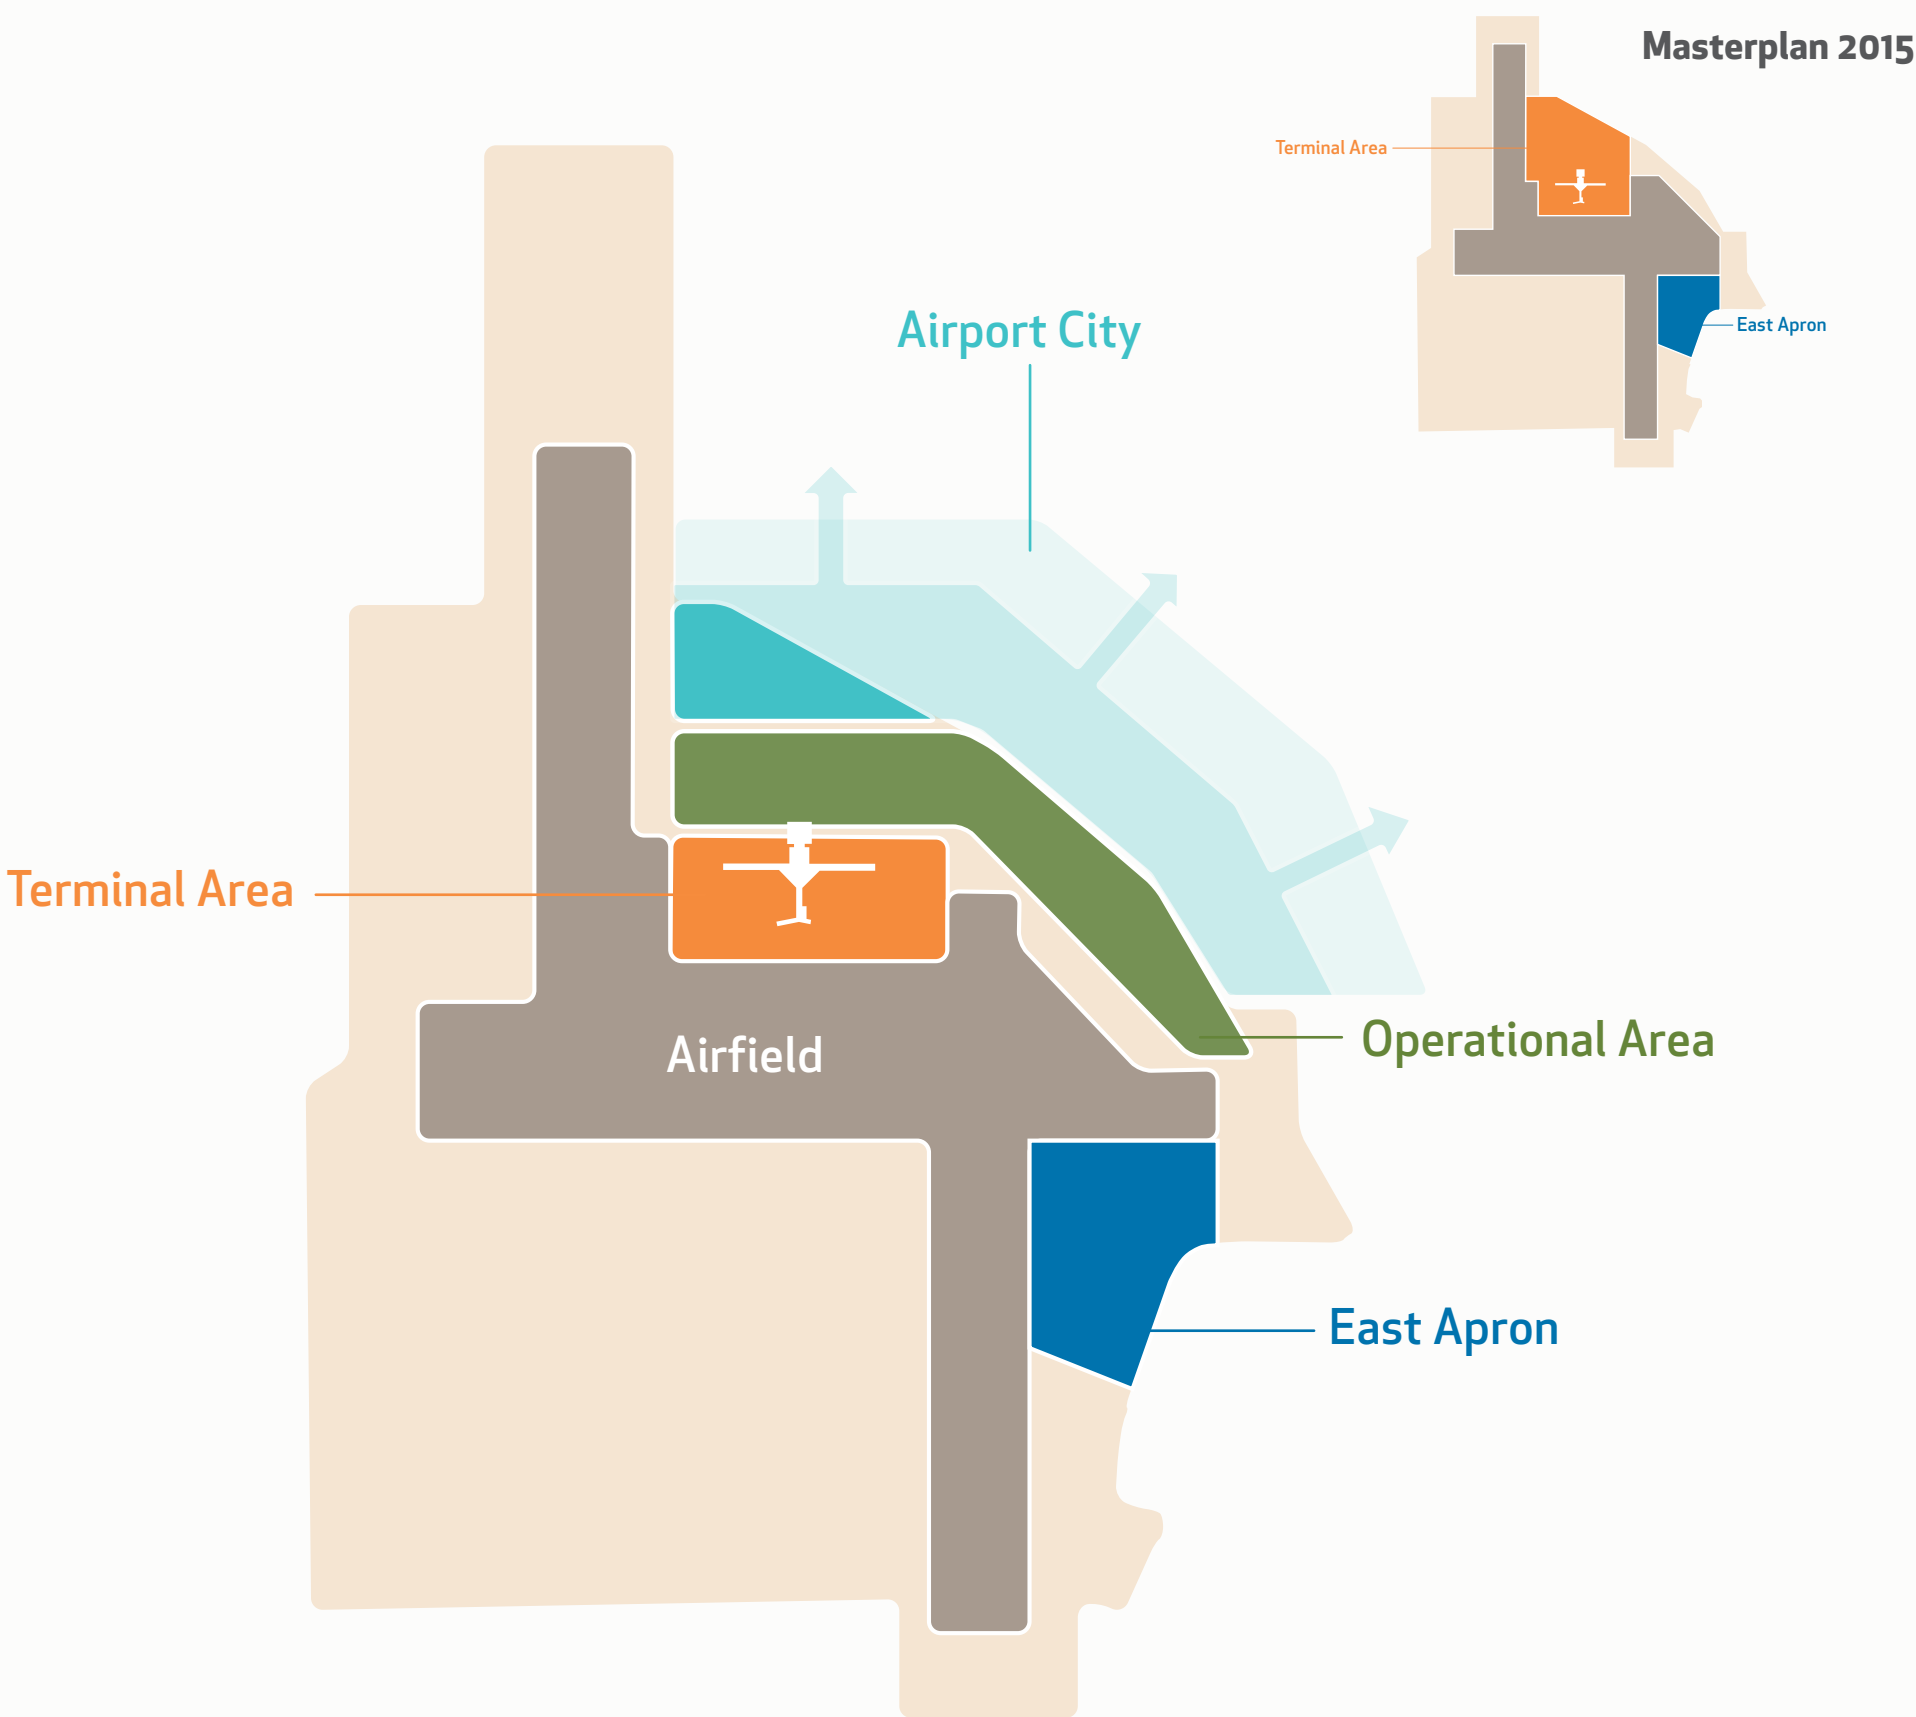 Masterplan 2015
Terminal Area
East Apron
Airport City
Terminal Area
Airfield
Operational Area
East Apron